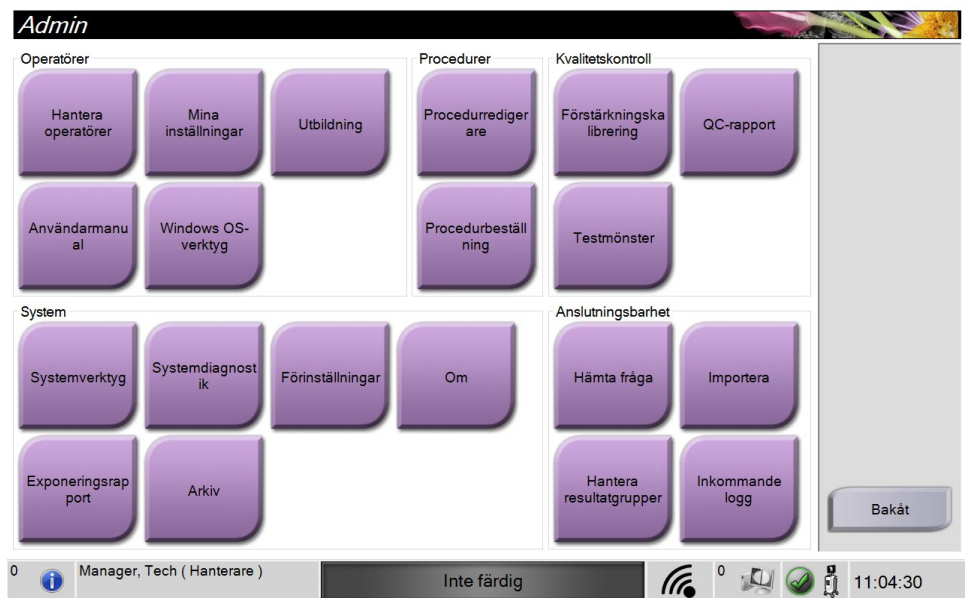 Admin
Operatörer
Hantera
operatörer
Mina
inställningar
Utbildning
Användarmanu
al
Windows OS-
verktyg
Procedurer
Procedurrediger
are
Procedurbeställ
ning
Kvalitetskontroll
Förstärkningska
librering
QC-rapport
Testmönster
System
Systemverktyg
Systemdiagnost
ik
Förinställningar
Om
Exponeringsrap
port
Arkiv
Anslutningsbarhet
Hämta fråga
Importera
Hantera
resultatgrupper
Inkommande
logg
Bakåt
0
Manager, Tech ( Hanterare )
Inte färdig
0
11:04:30